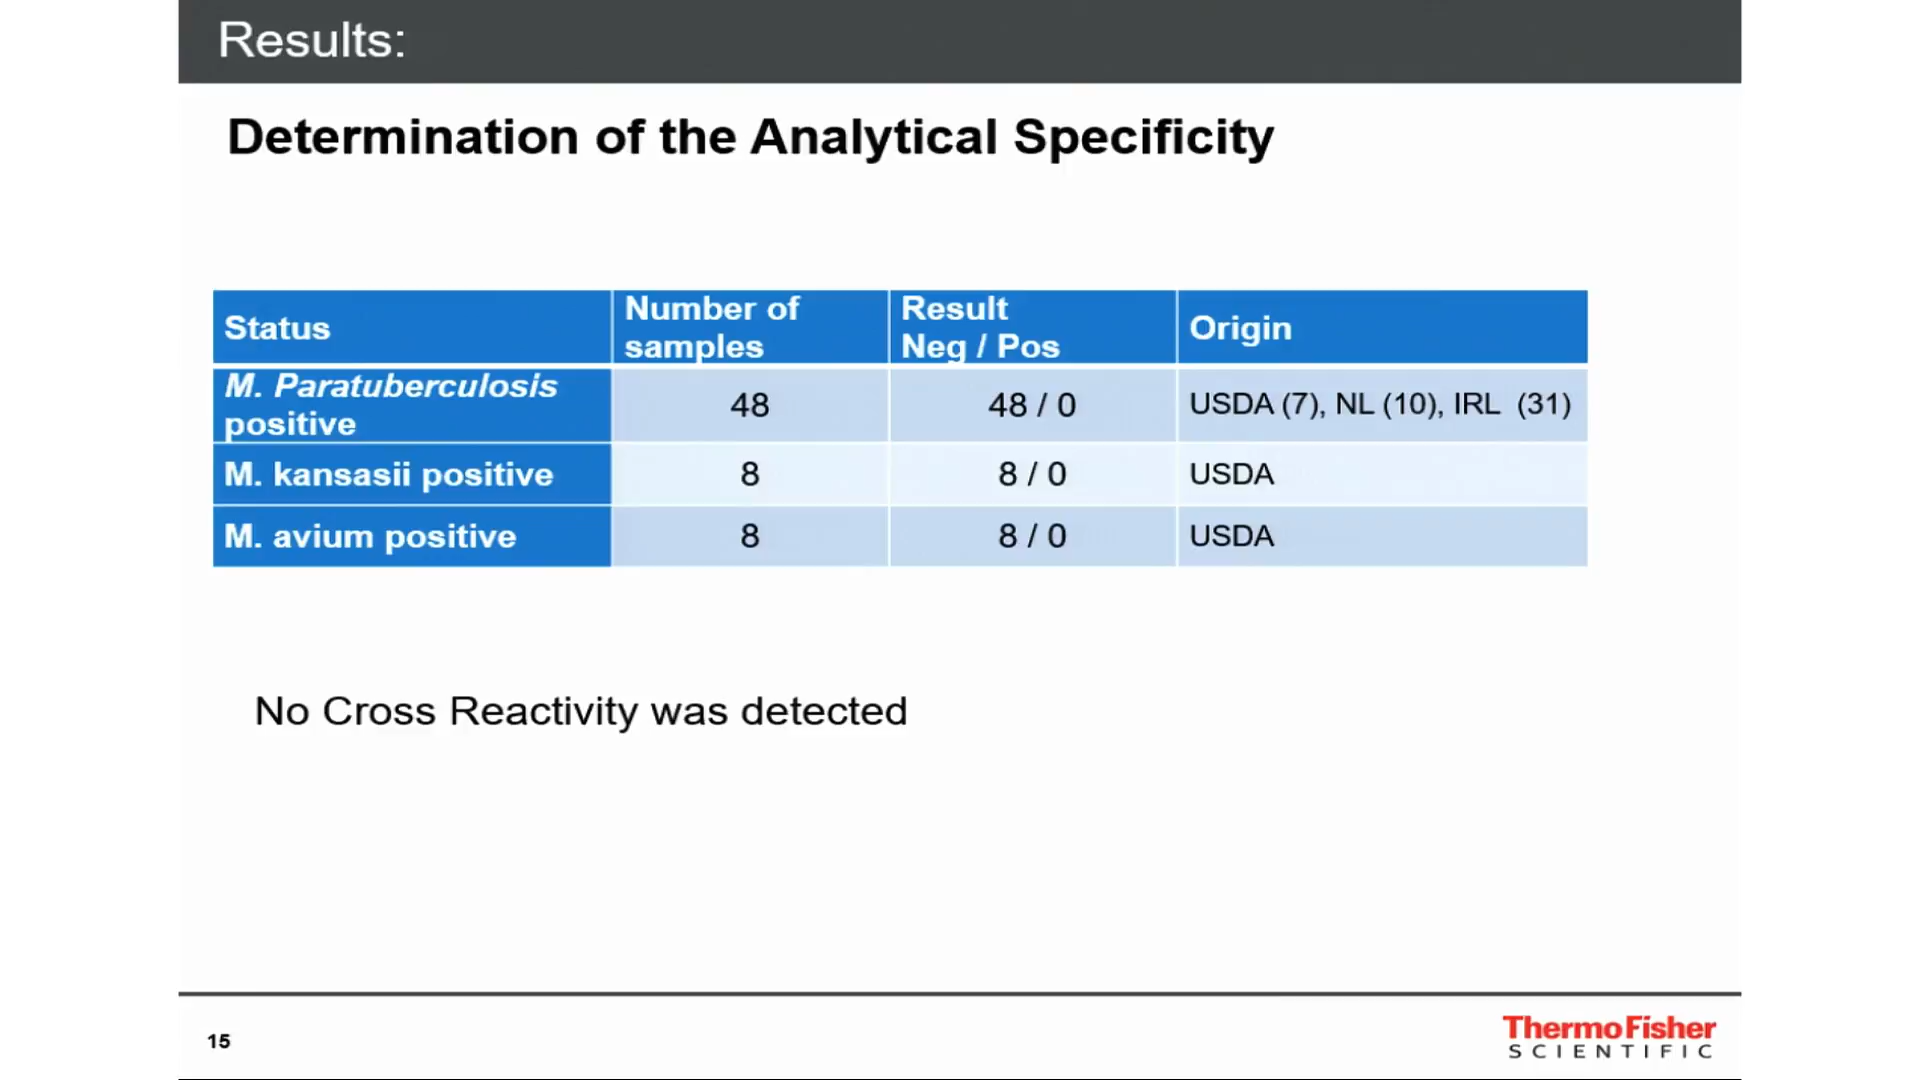 Results:
Determination of the Analytical Specificity
Status
Number of
samples
Result
Neg / Pos
Origin
M. Paratuberculosis
positive
48
48 / 0
USDA (7), NL (10), IRL (31)
M. kansasii positive
8
8 / 0
USDA
M. avium positive
8
8 / 0
USDA
No Cross Reactivity was detected
15
ThermoFisher
SCIENTIFIC